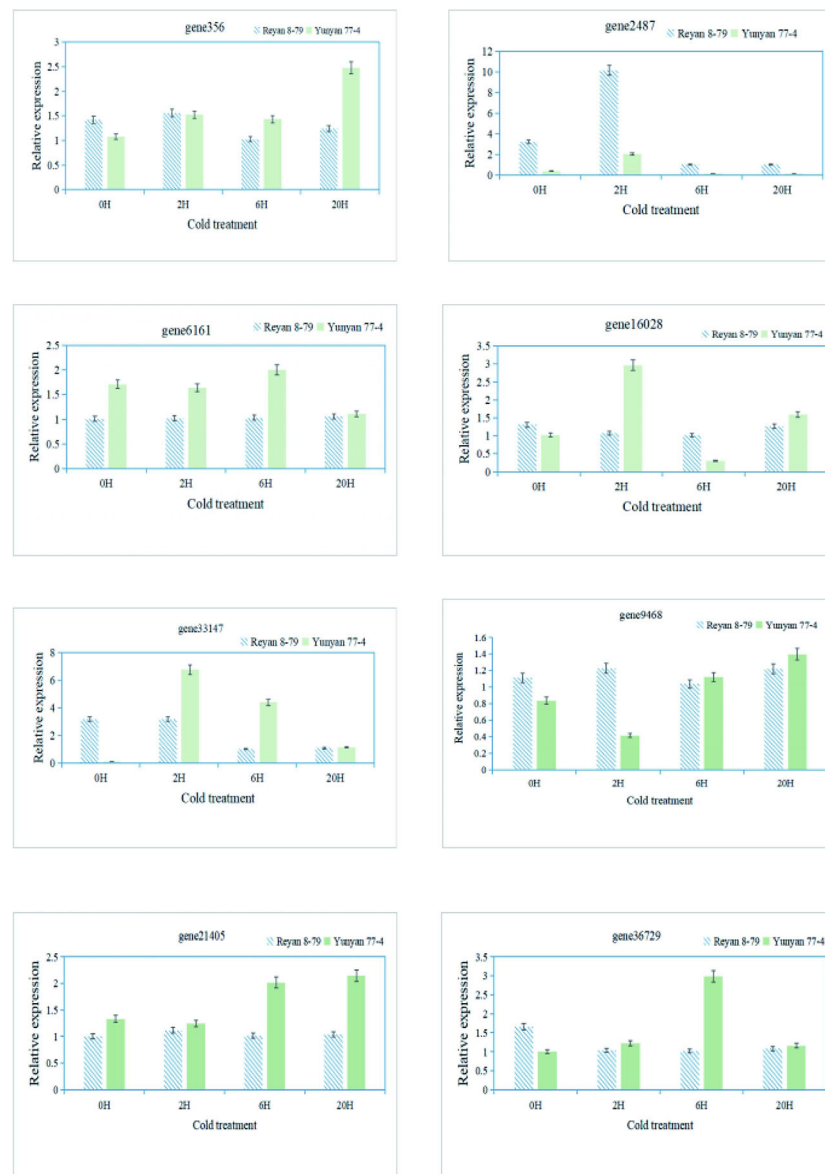 gene356
Reyan 8-79 Yunyan 77-4
3
2.5
2
1.5
1
0.5
0
Relative expression
0H 2H 6H 20H
Cold treatment
gene2487
Reyan 8-79 Yunyan 77-4
12
10
8
6
4
2
0
Relative expression
0H 2H 6H 20H
Cold treatment
gene6161
Reyan 8-79 Yunyan 77-4
2.5
2
1.5
1
0.5
0
Relative expression
0H 2H 6H 20H
Cold treatment
gene16028
Reyan 8-79 Yunyan 77-4
3.5
3
2.5
2
1.5
1
0.5
0
Relative expression
0H 2H 6H 20H
Cold treatment
gene33147
Reyan 8-79 Yunyan 77-4
8
6
4
2
0
Relative expression
0H 2H 6H 20H
Cold treatment
gene9468
Reyan 8-79 Yunyan 77-4
1.6
1.4
1.2
1
0.8
0.6
0.4
0.2
0
Relative expression
0H 2H 6H 20H
Cold treatment
gene21405
Reyan 8-79 Yunyan 77-4
2.5
2
1.5
1
0.5
0
Relative expression
0H 2H 6H 20H
Cold treatment
gene36729
Reyan 8-79 Yunyan 77-4
3.5
3
2.5
2
1.5
1
0.5
0
Relative expression
0H 2H 6H 20H
Cold treatment